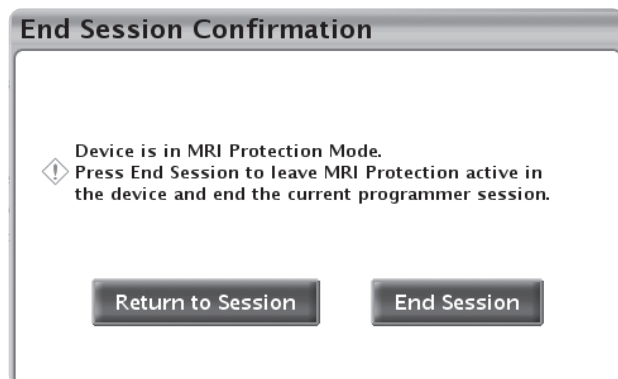 End Session Confirmation
Device is in MRI Protection Mode.
Press End Session to leave MRI Protection active in
the device and end the current programmer session.
Return to Session
End Session